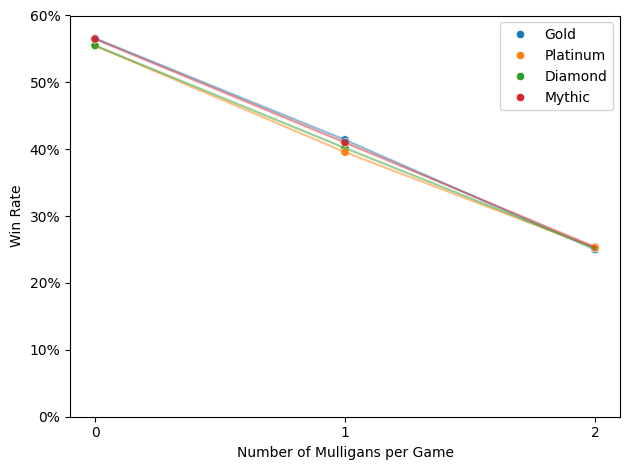 60%
50%
40%
30%
20%
10%
0%
Win Rate
0
1
2
Number of Mulligans per Game
Gold
Platinum
Diamond
Mythic